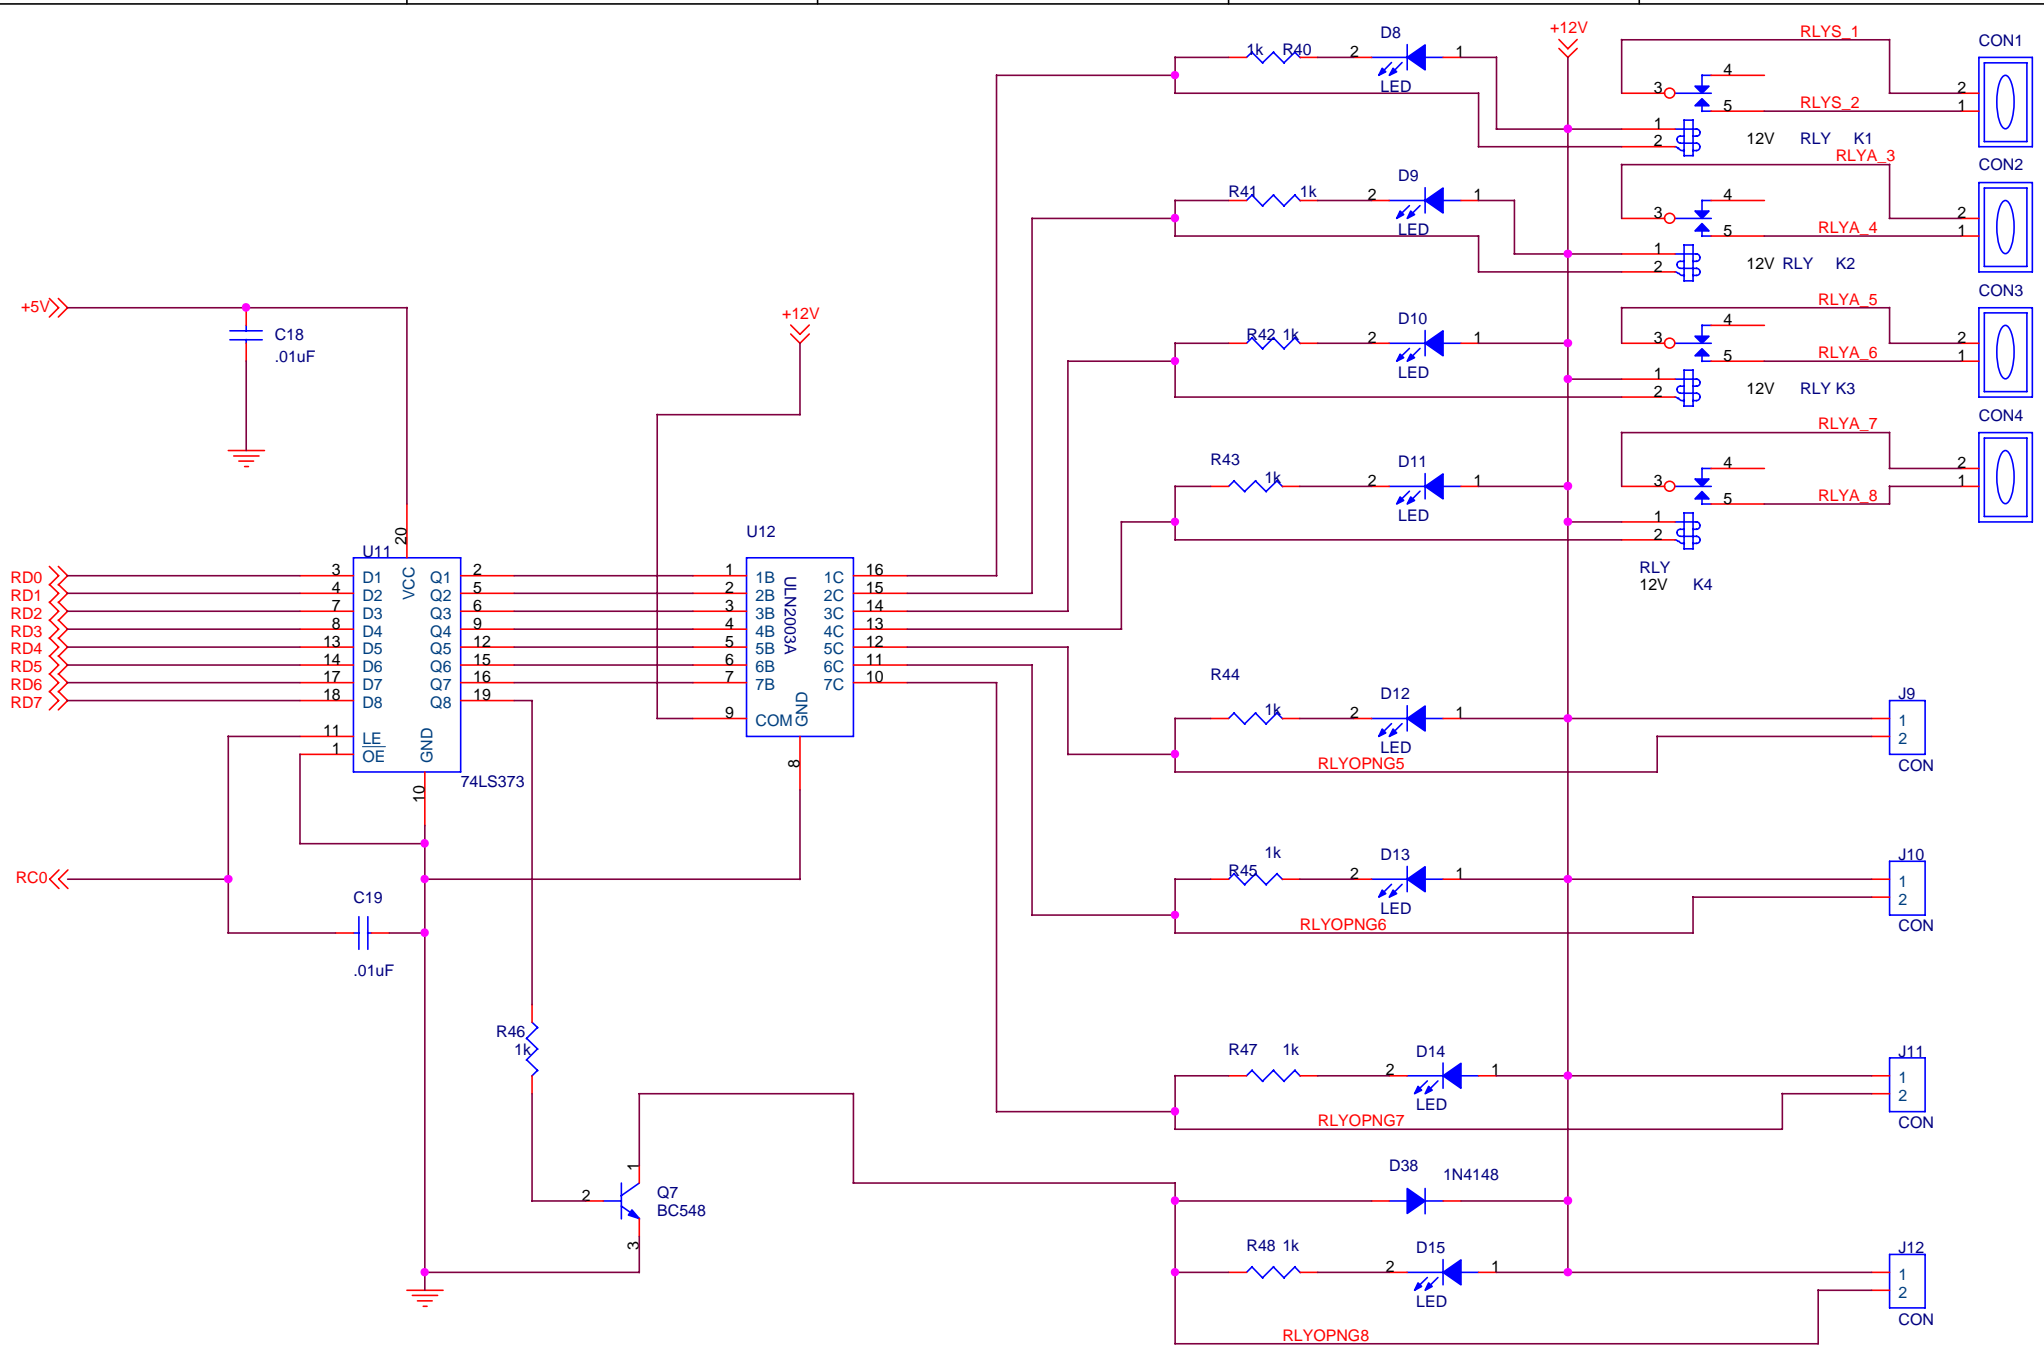 D8
+12V
RLYS_1
CON1
1k R40 2 1
LED
4
3
5 RLYS_2
2
1
1
2
12V RLY K1
RLYA_3
CON2
D9
R41 1k 2 1
LED
4
3
5 RLYA_4
2
1
1
2
12V RLY K2
+5V
C18
.01uF
+12V
D10
R42 1k 2 1
LED
RLYA_5
CON3
4
3
5 RLYA_6
2
1
1
2
12V RLY K3
RLYA_7
CON4
R43
1k
D11
2 1
LED
4
3
5 RLYA_8
2
1
1
2
RLY
12V K4
U11
20
VCC
RD0 3 D1 Q1 2
RD1 4 D2 Q2 5
RD2 7 D3 Q3 6
RD3 8 D4 Q4 9
RD4 13 D5 Q5 12
RD5 14 D6 Q6 15
RD6 17 D7 Q7 16
RD7 18 D8 Q8 19
11 LE
1 OE
GND
10
74LS373
U12
ULN2003A
1 1B 1C 16
2 2B 2C 15
3 3B 3C 14
4 4B 4C 13
5 5B 5C 12
6 6B 6C 11
7 7B 7C 10
9 COM
GND
8
R44
1k
D12
2 1
LED
RLYOPNG5
J9
1
2
CON
RC0
C19
.01uF
1k
R45
D13
2 1
LED
RLYOPNG6
J10
1
2
CON
R46
1k
R47 1k
D14
2 1
LED
RLYOPNG7
J11
1
2
CON
1
2
3
Q7
BC548
D38 1N4148
R48 1k
D15
2 1
LED
RLYOPNG8
J12
1
2
CON